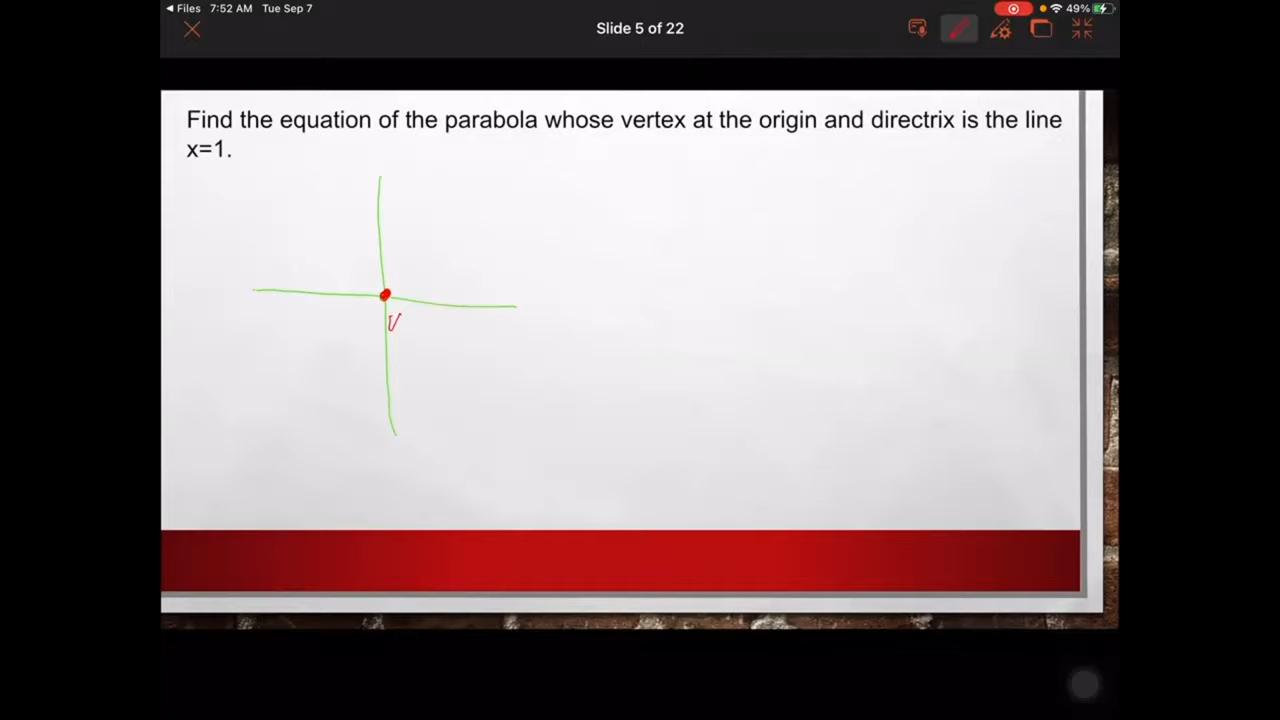 Files 7:52 AM Tue Sep 7
49%
Slide 5 of 22
Find the equation of the parabola whose vertex at the origin and directrix is the line
x=1.
V